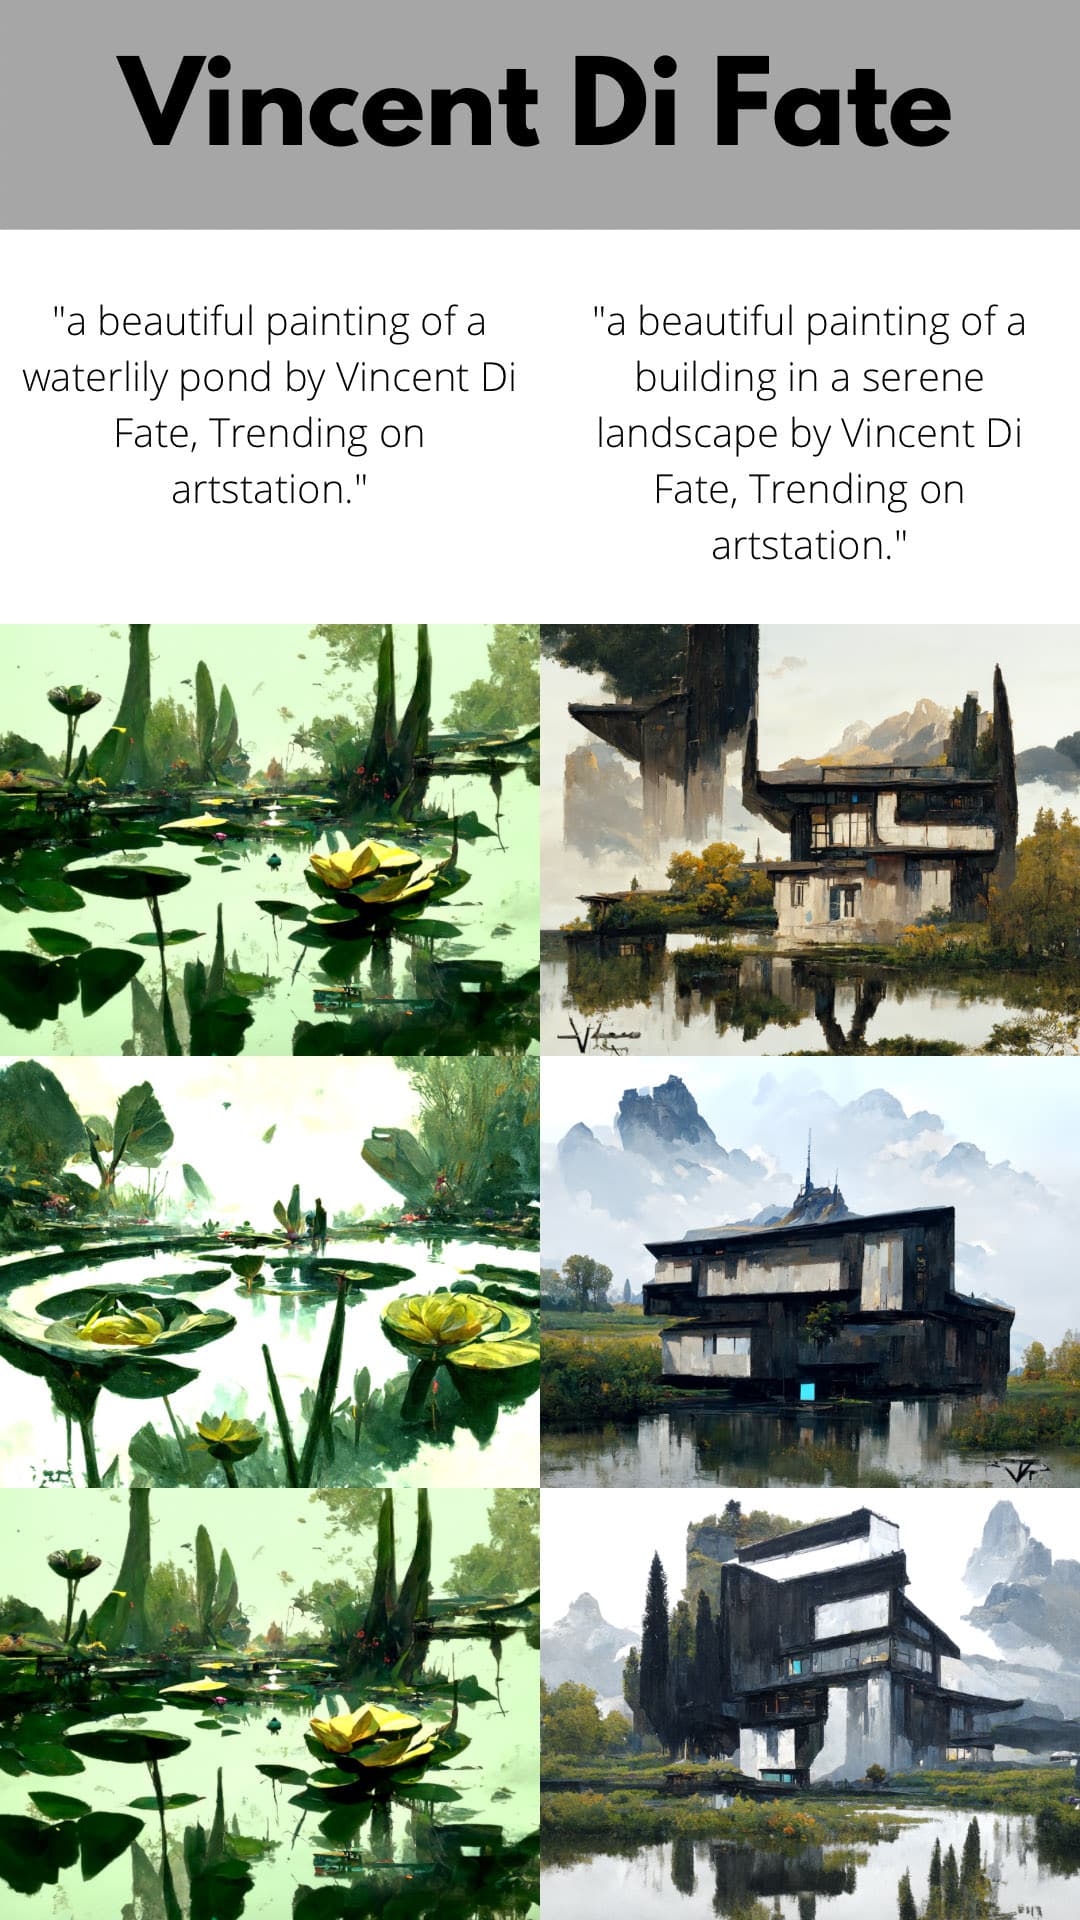 Vincent Di Fate
"a beautiful painting of a
waterlily pond by Vincent Di
Fate, Trending on
artstation."
"a beautiful painting of a
building in a serene
landscape by Vincent Di
Fate, Trending on
artstation."